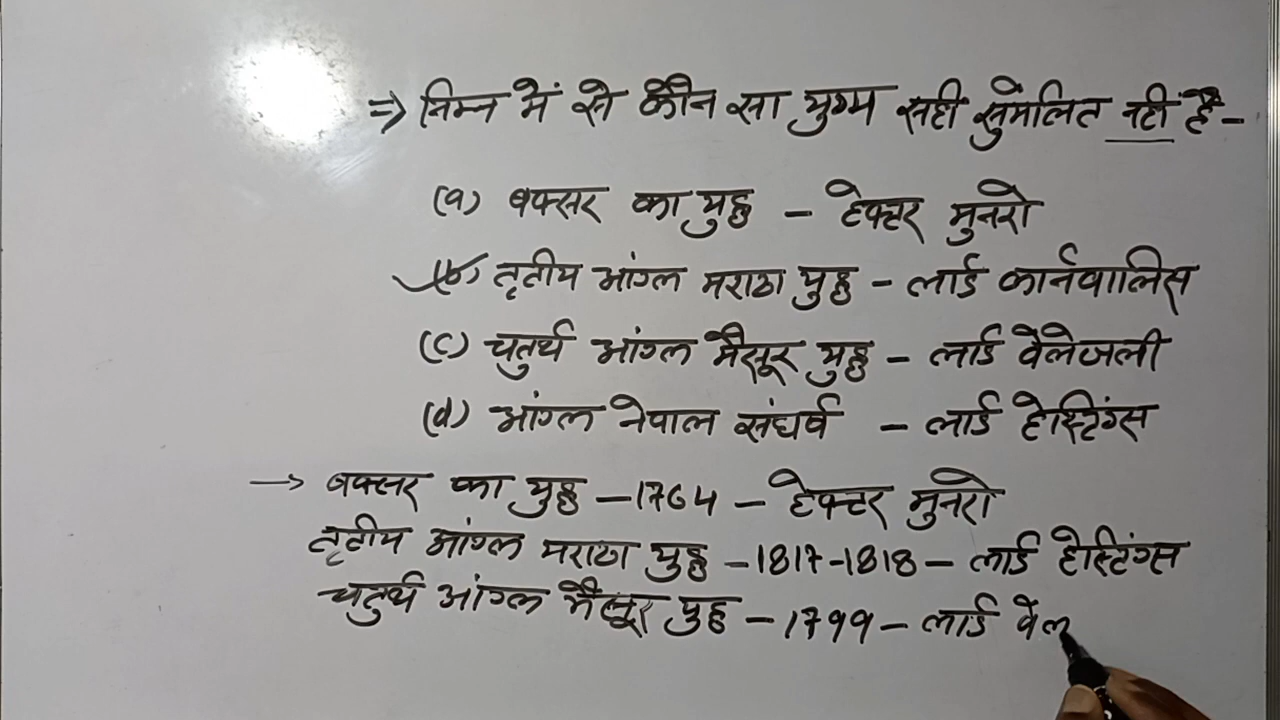 ⇒ निम्न में से कौन सा युग्म सही सुमेलित नही है -
(a) बक्सर का युद्ध - हेक्टर मुनरो
(b) तृतीय आंग्ल मराठा युद्ध - लार्ड कार्नवालिस
(c) चतुर्थ आंग्ल मैसूर युद्ध - लार्ड वेलेजली
(d) आंग्ल नेपाल संघर्ष - लार्ड हेस्टिंग्स
→ बक्सर का युद्ध - 1764 - हेक्टर मुनरो
तृतीय आंग्ल मराठा युद्ध - 1817-1818 - लार्ड हेस्टिंग्स
चतुर्थ आंग्ल मैसूर युद्ध - 1799 - लार्ड वेल